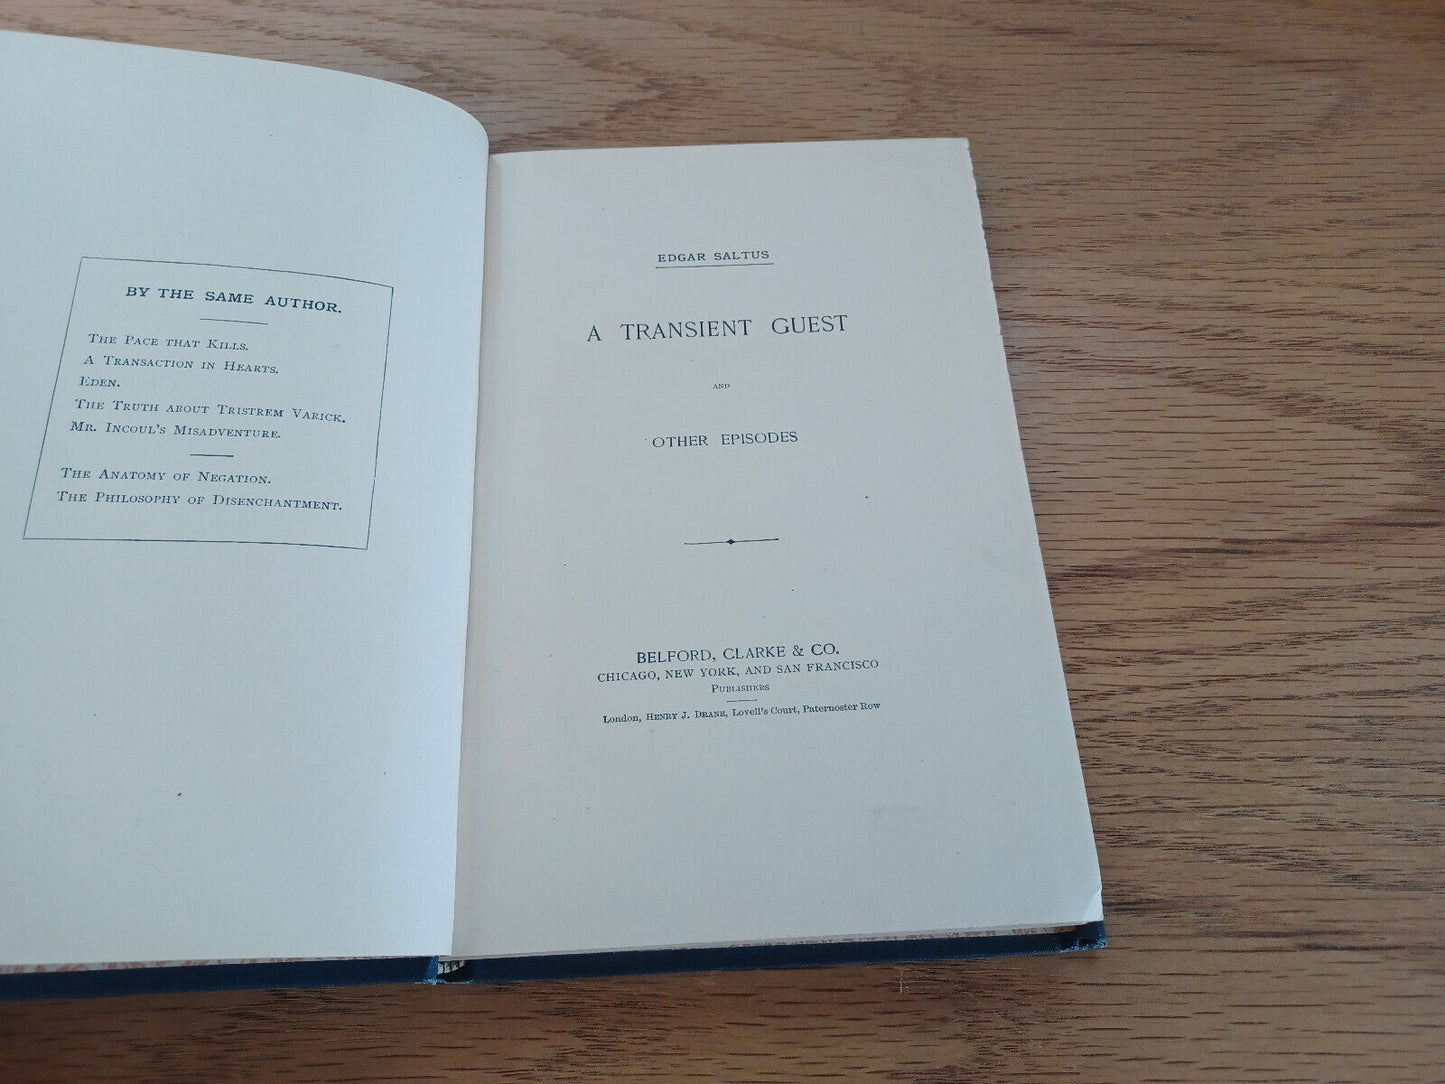 BY THE SAME AUTHOR.
THE PACE THAT KILLS.
A TRANSACTION IN HEARTS.
EDEN.
THE TRUTH ABOUT TRISTREM VARICK.
MR. INCOUL'S MISADVENTURE.
THE ANATOMY OF NEGATION.
THE PHILOSOPHY OF DISENCHANTMENT.
EDGAR SALTUS
A TRANSIENT GUEST
AND
OTHER EPISODES
BELFORD, CLARKE & CO.
CHICAGO, NEW YORK, AND SAN FRANCISCO
PUBLISHERS
London, HENRY J. DRANE, Lovell's Court, Paternoster Row